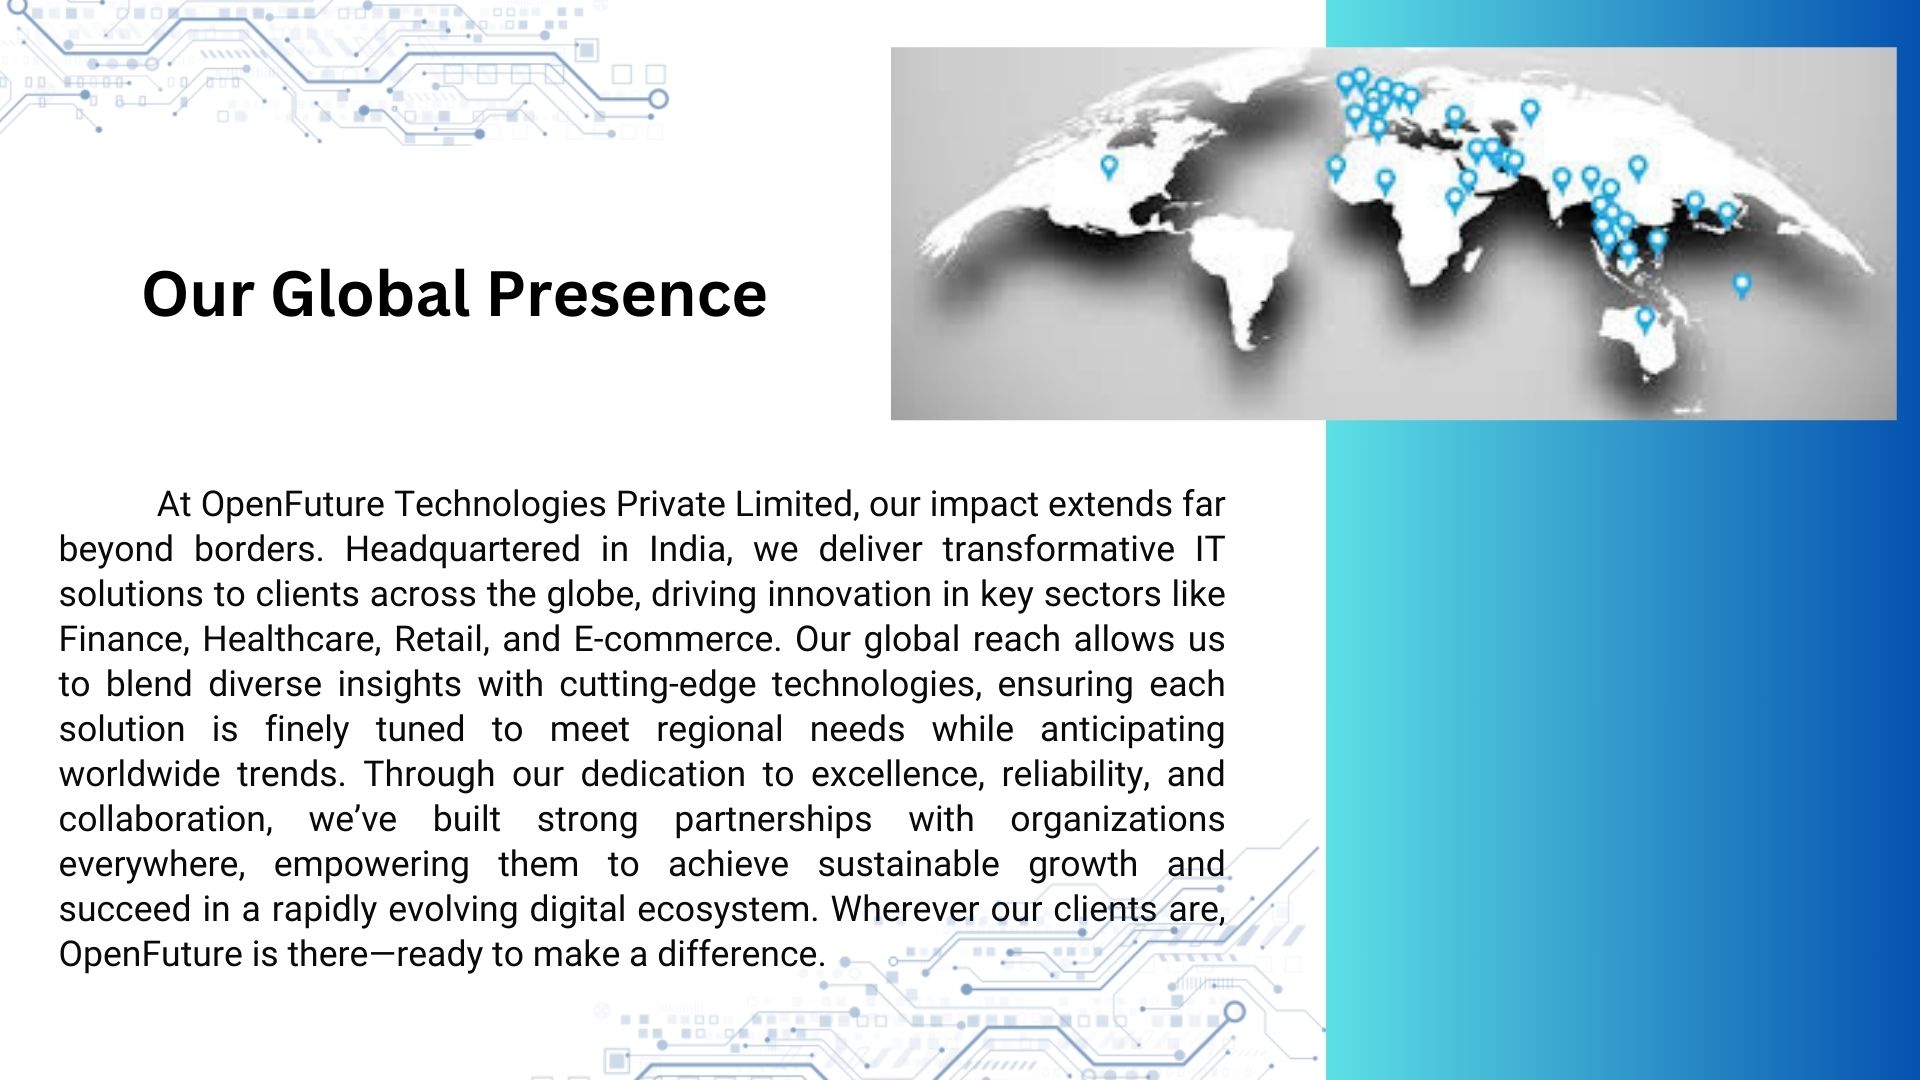 Our Global Presence
At OpenFuture Technologies Private Limited, our impact extends far
beyond borders. Headquartered in India, we deliver transformative IT
solutions to clients across the globe, driving innovation in key sectors like
Finance, Healthcare, Retail, and E-commerce. Our global reach allows us
to blend diverse insights with cutting-edge technologies, ensuring each
solution is finely tuned to meet regional needs while anticipating
worldwide trends. Through our dedication to excellence, reliability, and
collaboration, we’ve built strong partnerships with organizations
everywhere, empowering them to achieve sustainable growth and
succeed in a rapidly evolving digital ecosystem. Wherever our clients are,
OpenFuture is there—ready to make a difference.